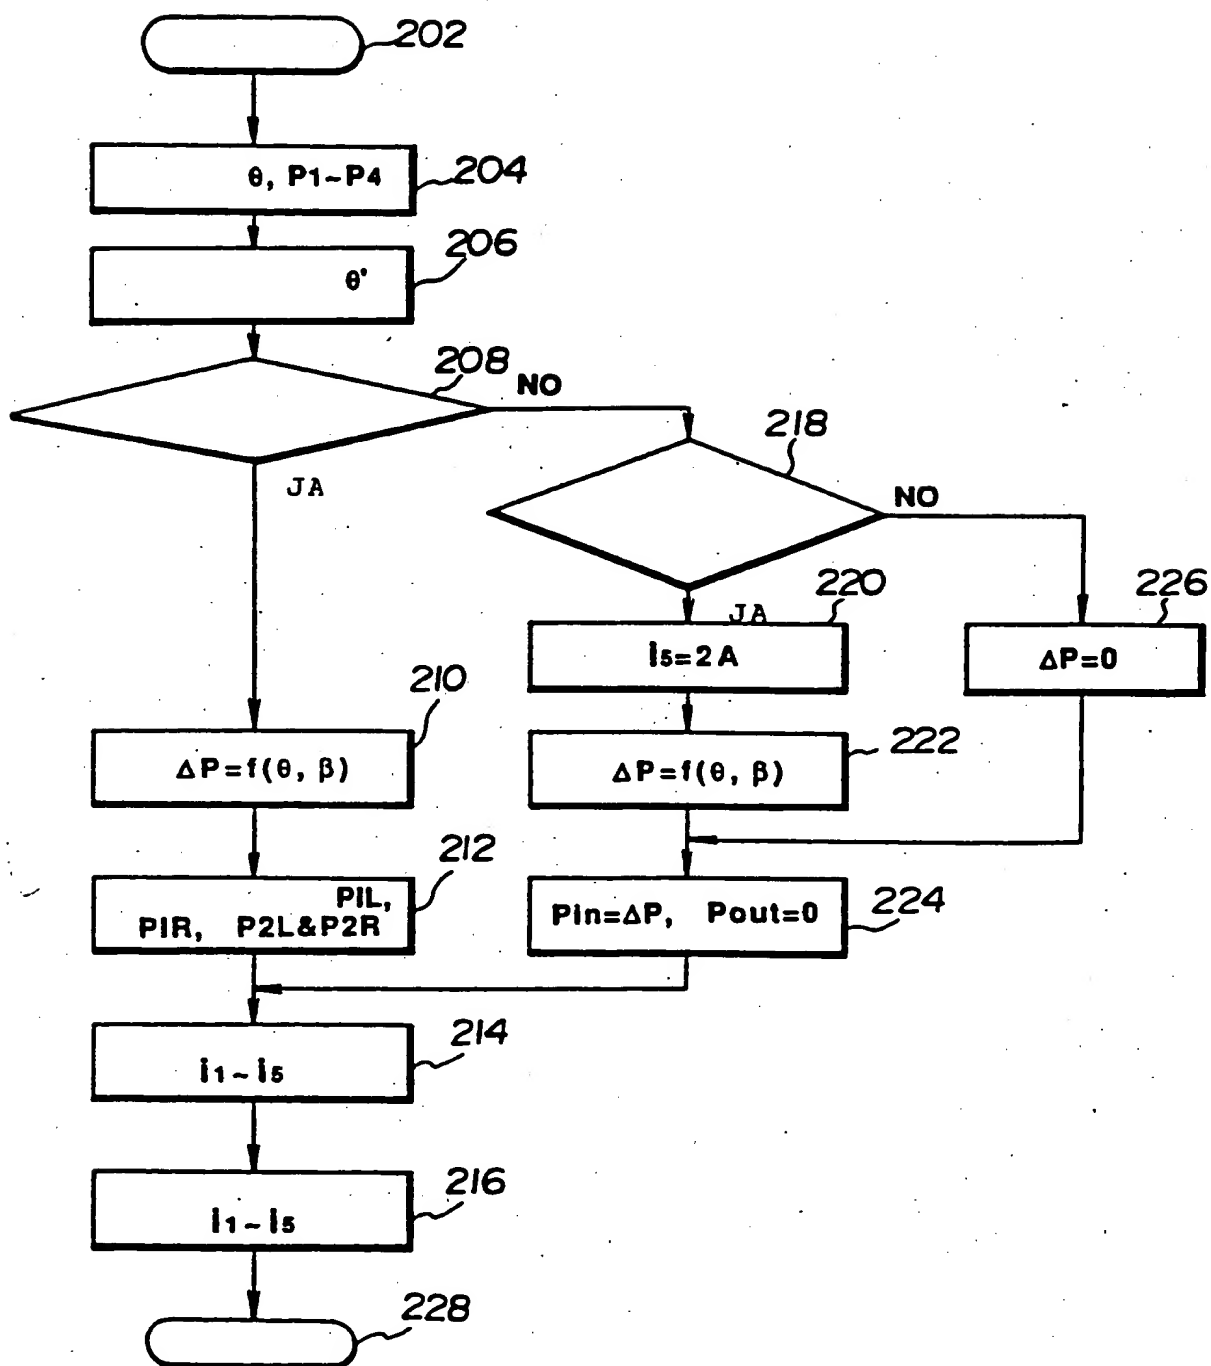 202
θ, P1~P4
204
206
θ'
208
NO
218
JA
NO
220
226
JA
i5=2A
ΔP=0
210
ΔP=f(θ, β)
222
ΔP=f(θ, β)
212
PIL,
PIR, P2L&P2R
Pin=ΔP, Pout=0
224
214
i1~i5
216
i1~i5
228